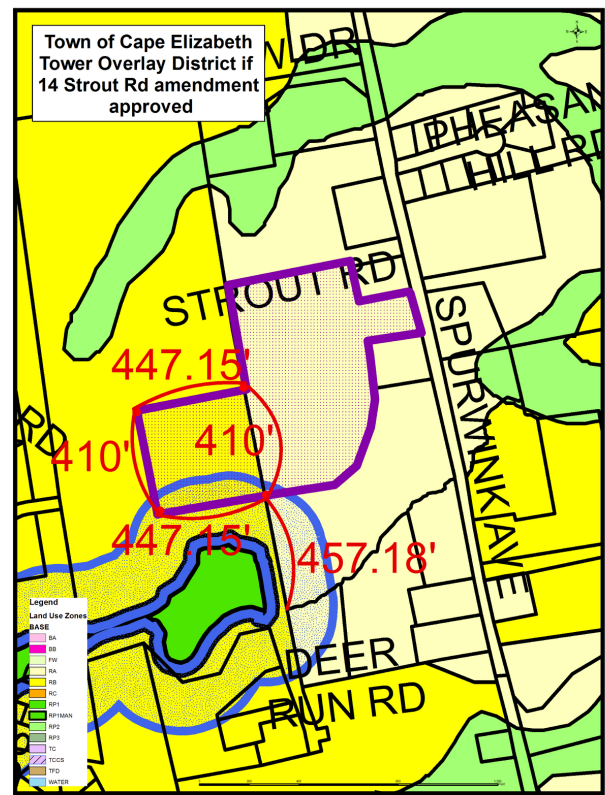 Town of Cape Elizabeth
Tower Overlay District if
14 Strout Rd amendment
approved
W DR
PHEASAN
HILL RD
STROUT RD
SPURWINK AVE
447.15'
410'
410'
447.15'
457.18'
RD
DEER
RUN RD
Legend
Land Use Zones
BASE
BA
BB
FW
RA
RB
RC
RP1
RP1MAN
RP2
RP3
TC
TCCS
TFD
WATER